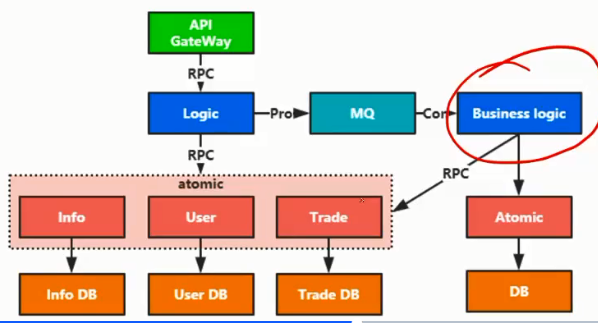 API
GateWay
RPC
Logic
Pro
MQ
Con
Business logic
RPC
RPC
atomic
Info
User
Trade
Atomic
Info DB
User DB
Trade DB
DB